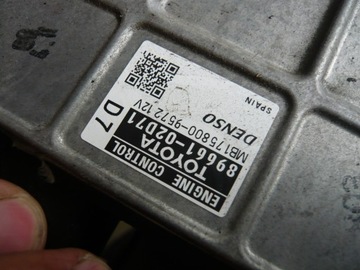 ENGINE CONTROL
TOYOTA
89661-02D71
D7
MB175800-9572 12V
DENSO
SPAIN